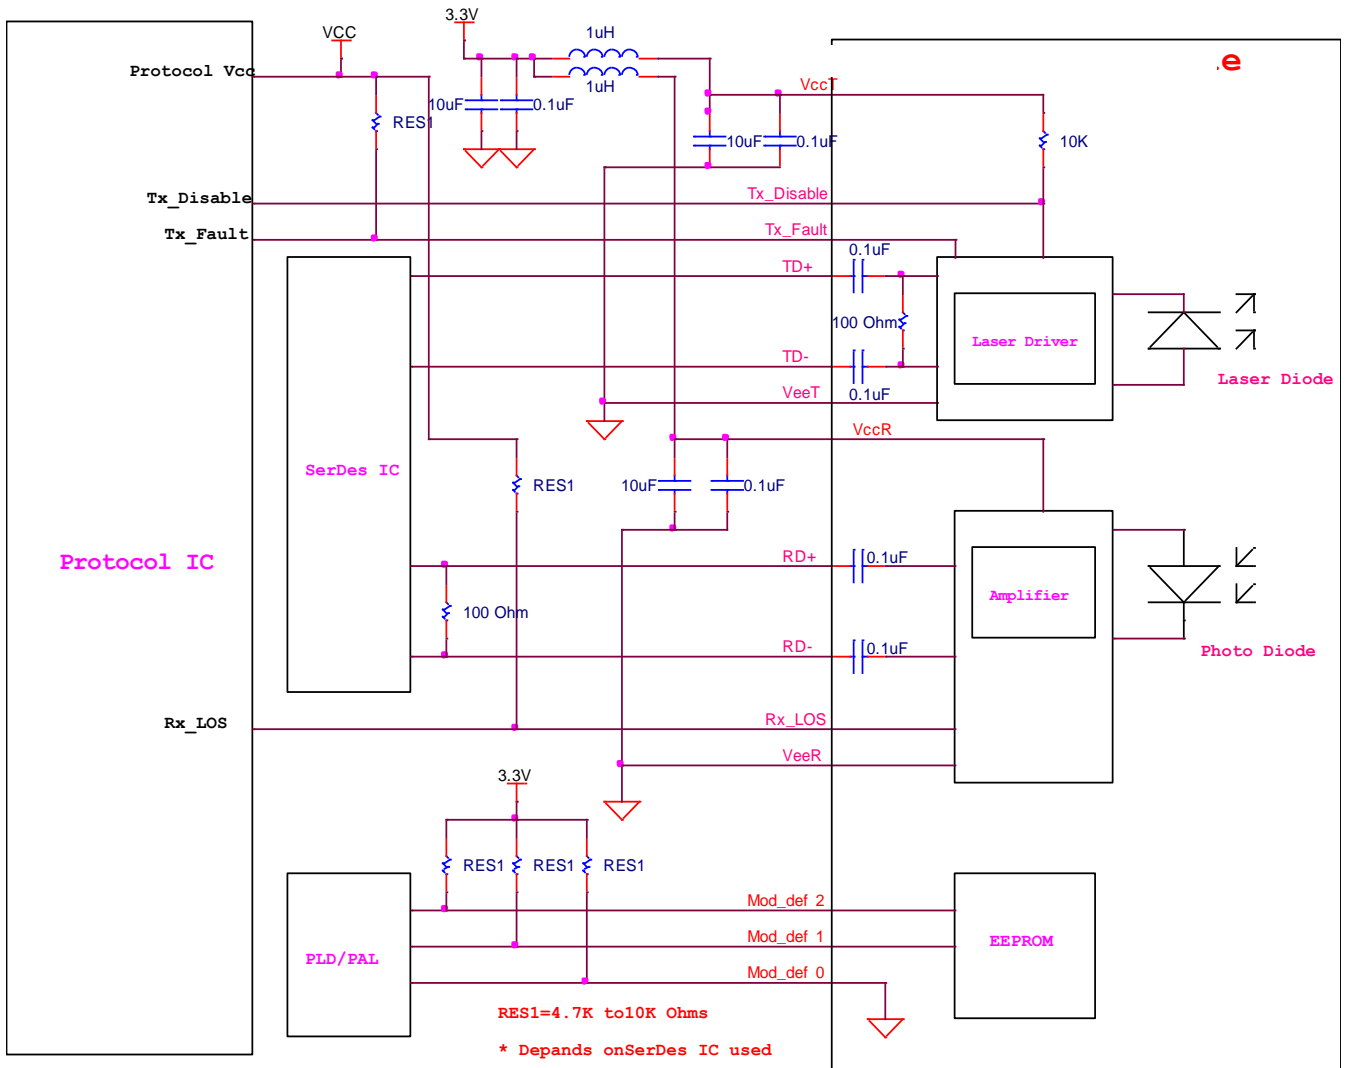 3.3V
VCC
1uH
e
Protocol Vcc
1uH
VccT
10uF
0.1uF
RES1
10uF
0.1uF
10K
Tx_Disable
Tx_Disable
Tx_Fault
Tx_Fault
0.1uF
TD+
100 Ohm
Laser Driver
TD-
Laser Diode
VeeT
0.1uF
VccR
SerDes IC
RES1
10uF
0.1uF
Protocol IC
RD+
0.1uF
Amplifier
100 Ohm
RD-
0.1uF
Photo Diode
Rx_LOS
Rx_LOS
VeeR
3.3V
RES1
RES1
RES1
Mod_def 2
Mod_def 1
EEPROM
PLD/PAL
Mod_def 0
RES1=4.7K to10K Ohms
* Depands onSerDes IC used